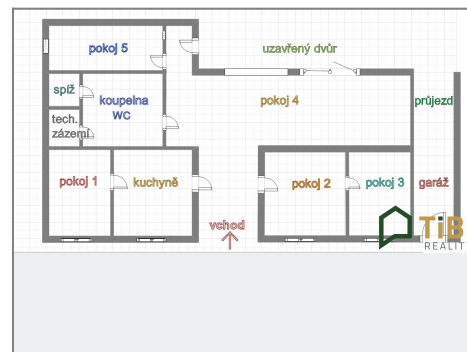 pokoj 5
uzavřený dvůr
spíž
koupelna
WC
pokoj 4
průjezd
tech.
zázemí
pokoj 1
kuchyně
pokoj 2
pokoj 3
garáž
vchod
TiB
REALIT